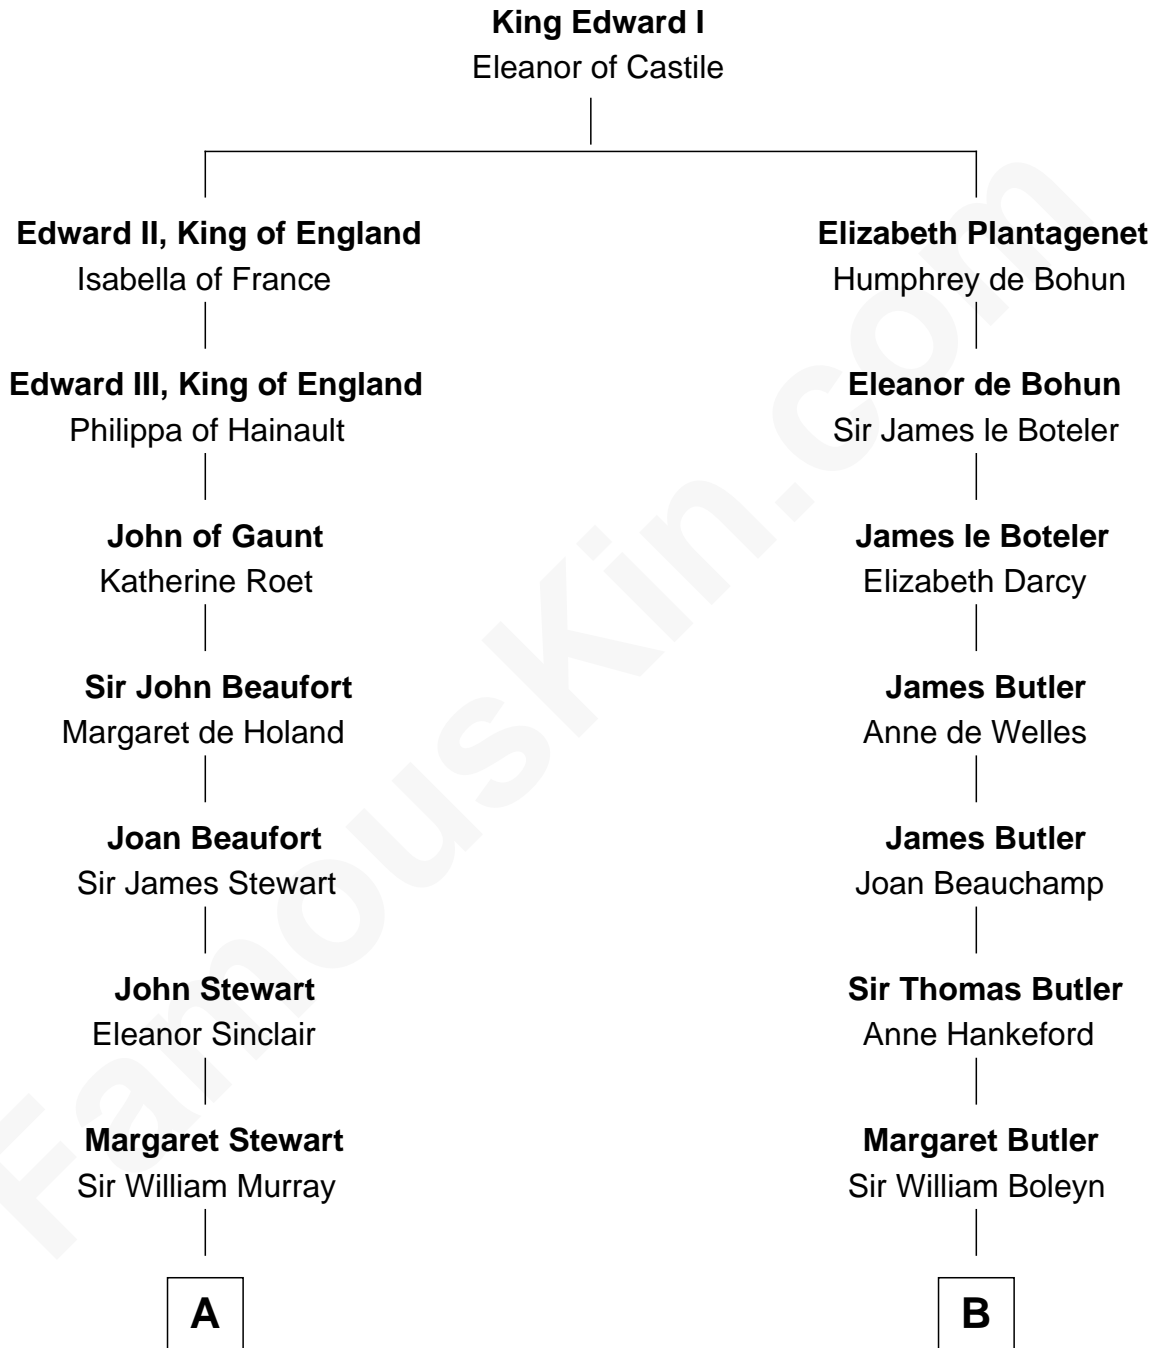 King Edward I
Eleanor of Castile
Edward II, King of England
Isabella of France
Elizabeth Plantagenet
Humphrey de Bohun
Edward III, King of England
Philippa of Hainault
Eleanor de Bohun
Sir James le Boteler
John of Gaunt
Katherine Roet
James le Boteler
Elizabeth Darcy
Sir John Beaufort
Margaret de Holand
James Butler
Anne de Welles
Joan Beaufort
Sir James Stewart
James Butler
Joan Beauchamp
John Stewart
Eleanor Sinclair
Sir Thomas Butler
Anne Hankeford
Margaret Stewart
Sir William Murray
Margaret Butler
Sir William Boleyn
A
B
FamousKin.com